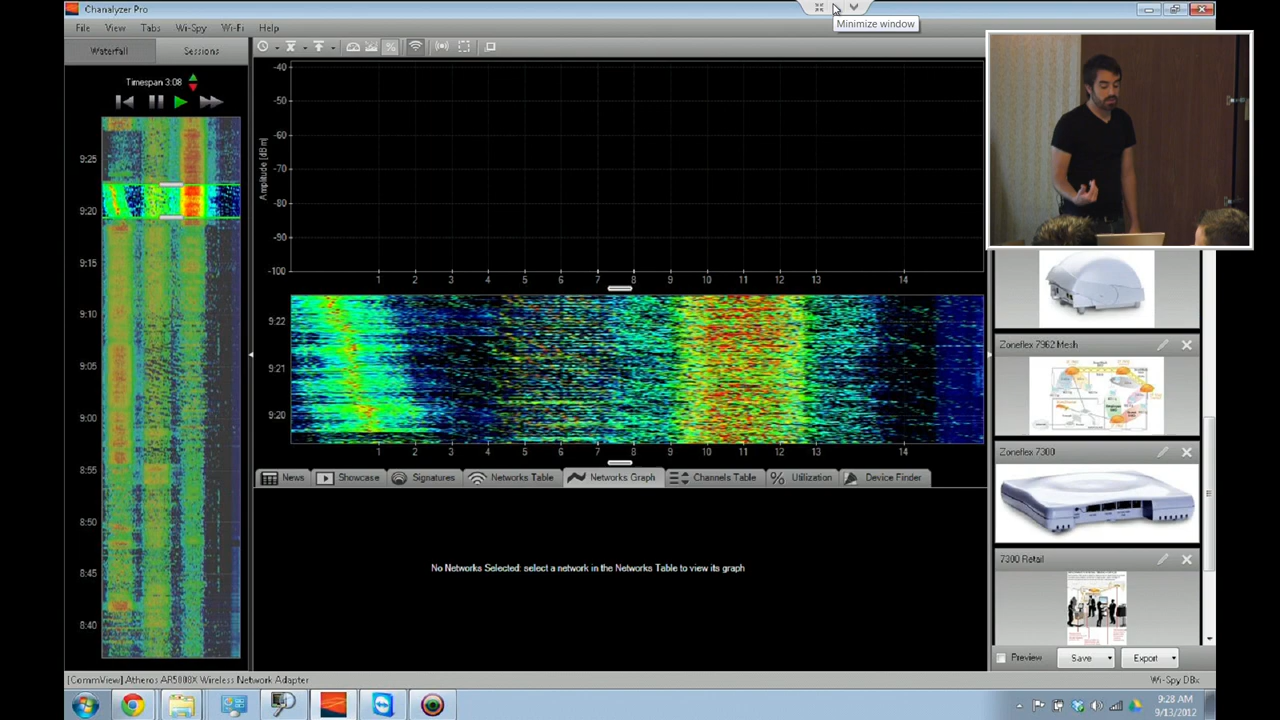 Chanalyzer Pro
Minimize window
File View Tabs Wi-Spy Wi-Fi Help
Waterfall Sessions
Timespan 3:08
9:25
9:20
9:15
9:10
9:05
9:00
8:55
8:50
8:45
8:40
Amplitude [dBm]
-40
-50
-60
-70
-80
-90
-100
1 2 3 4 5 6 7 8 9 10 11 12 13 14
9:22
9:21
9:20
1 2 3 4 5 6 7 8 9 10 11 12 13 14
News Showcase Signatures Networks Table Networks Graph Channels Table Utilization Device Finder
No Networks Selected: select a network in the Networks Table to view its graph
Zoneflex 7962 Mesh
Zoneflex 7300
7300 Retail
Preview Save Export
[CommView] Atheros AR5008X Wireless Network Adapter
Wi-Spy DBx
9:28 AM
9/13/2012